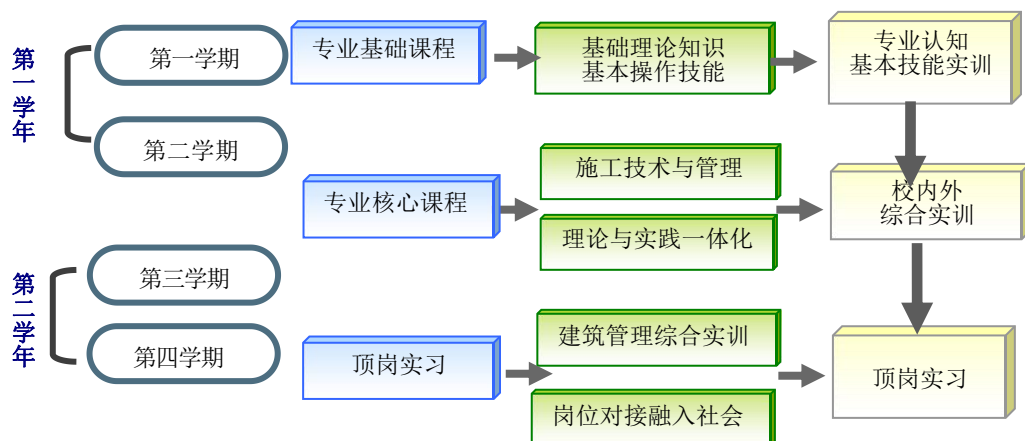 第一学年
第一学期
第二学期
专业基础课程
基础理论知识
基本操作技能
专业认知
基本技能实训
专业核心课程
施工技术与管理
理论与实践一体化
校内外
综合实训
第二学年
第三学期
第四学期
顶岗实习
建筑管理综合实训
岗位对接融入社会
顶岗实习